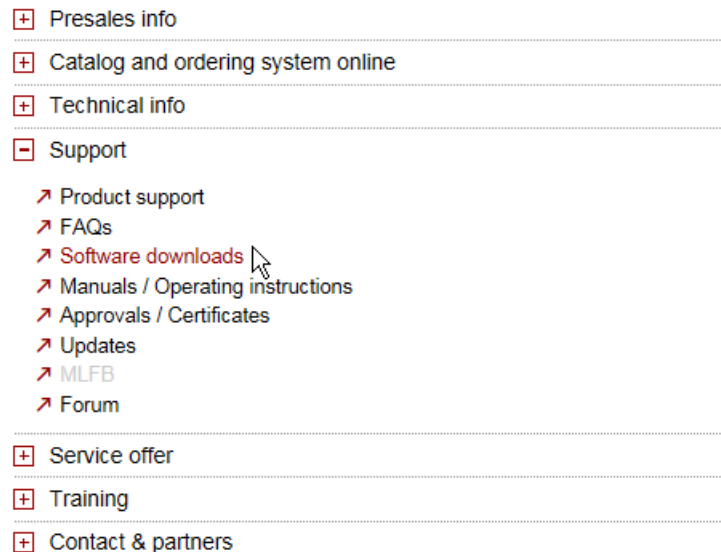 Presales info
Catalog and ordering system online
Technical info
Support
Product support
FAQs
Software downloads
Manuals / Operating instructions
Approvals / Certificates
Updates
MLFB
Forum
Service offer
Training
Contact & partners